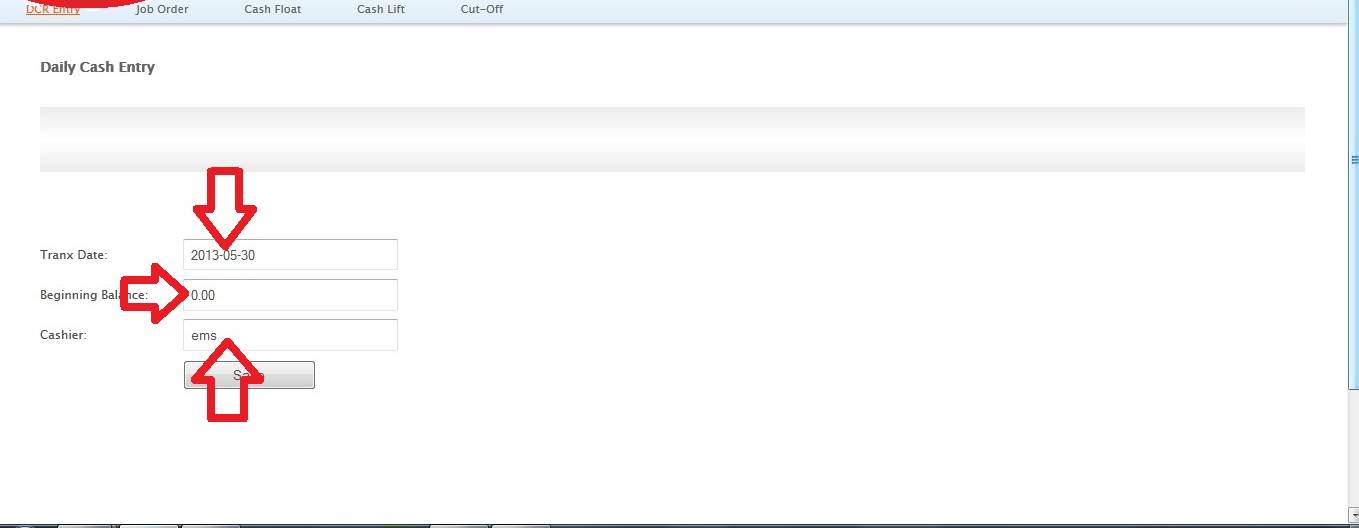 DCR Entry Job Order Cash Float Cash Lift Cut-Off
Daily Cash Entry
Tranx Date: 2013-05-30
Beginning Balance: 0.00
Cashier: ems